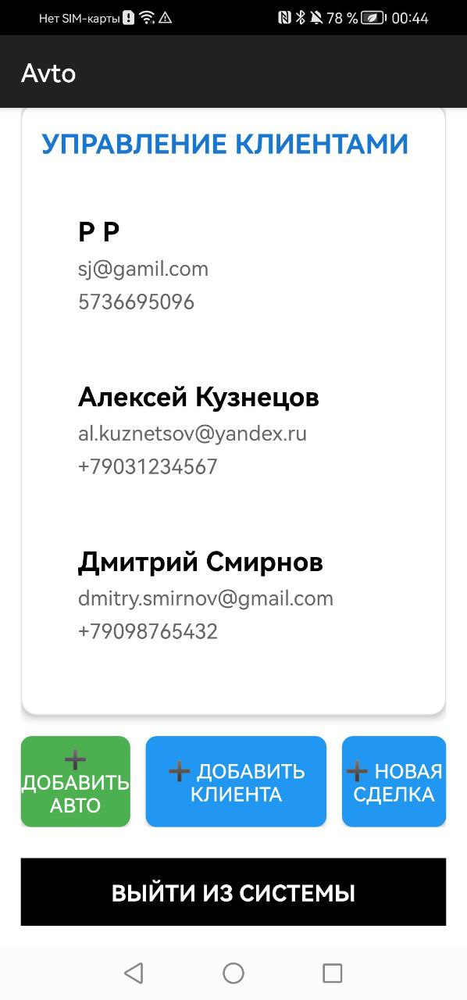 Нет SIM-карты 78 % 00:44
Avto
УПРАВЛЕНИЕ КЛИЕНТАМИ
P P
sj@gamil.com
5736695096
Алексей Кузнецов
al.kuznetsov@yandex.ru
+79031234567
Дмитрий Смирнов
dmitry.smirnov@gmail.com
+79098765432
➕
ДОБАВИТЬ
АВТО
➕ ДОБАВИТЬ
КЛИЕНТА
➕ НОВАЯ
СДЕЛКА
ВЫЙТИ ИЗ СИСТЕМЫ